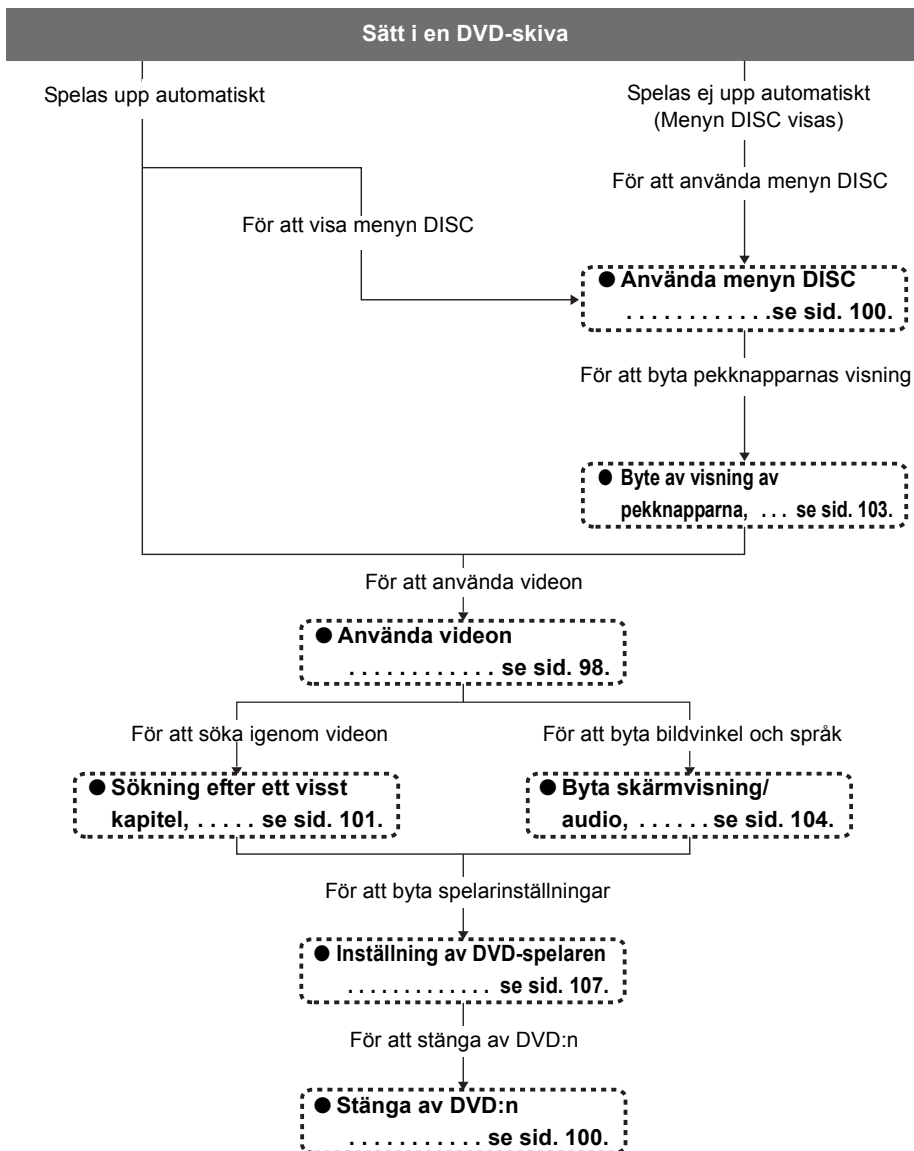 Sätt i en DVD-skiva
Spelas upp automatiskt
Spelas ej upp automatiskt
(Menyn DISC visas)
För att använda menyn DISC
För att visa menyn DISC
● Använda menyn DISC
. . . . . . . . . . . .se sid. 100.
För att byta pekknapparnas visning
● Byte av visning av
pekknapparna, . . . se sid. 103.
För att använda videon
● Använda videon
. . . . . . . . . . . . se sid. 98.
För att söka igenom videon
För att byta bildvinkel och språk
● Sökning efter ett visst
kapitel, . . . . . se sid. 101.
● Byta skärmvisning/
audio, . . . . . . se sid. 104.
För att byta spelarinställningar
● Inställning av DVD-spelaren
. . . . . . . . . . . . . se sid. 107.
För att stänga av DVD:n
● Stänga av DVD:n
. . . . . . . . . . . se sid. 100.